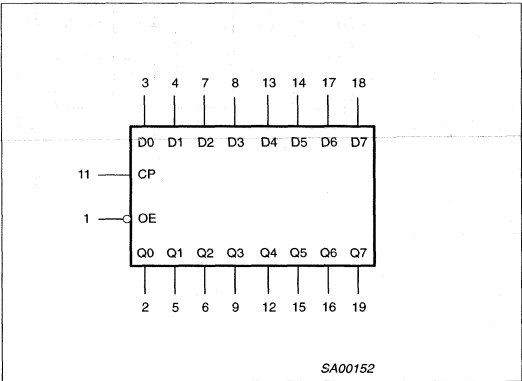 3 4 7 8 13 14 17 18
D0 D1 D2 D3 D4 D5 D6 D7
11 CP
1 OE
Q0 Q1 Q2 Q3 Q4 Q5 Q6 Q7
2 5 6 9 12 15 16 19
SA00152